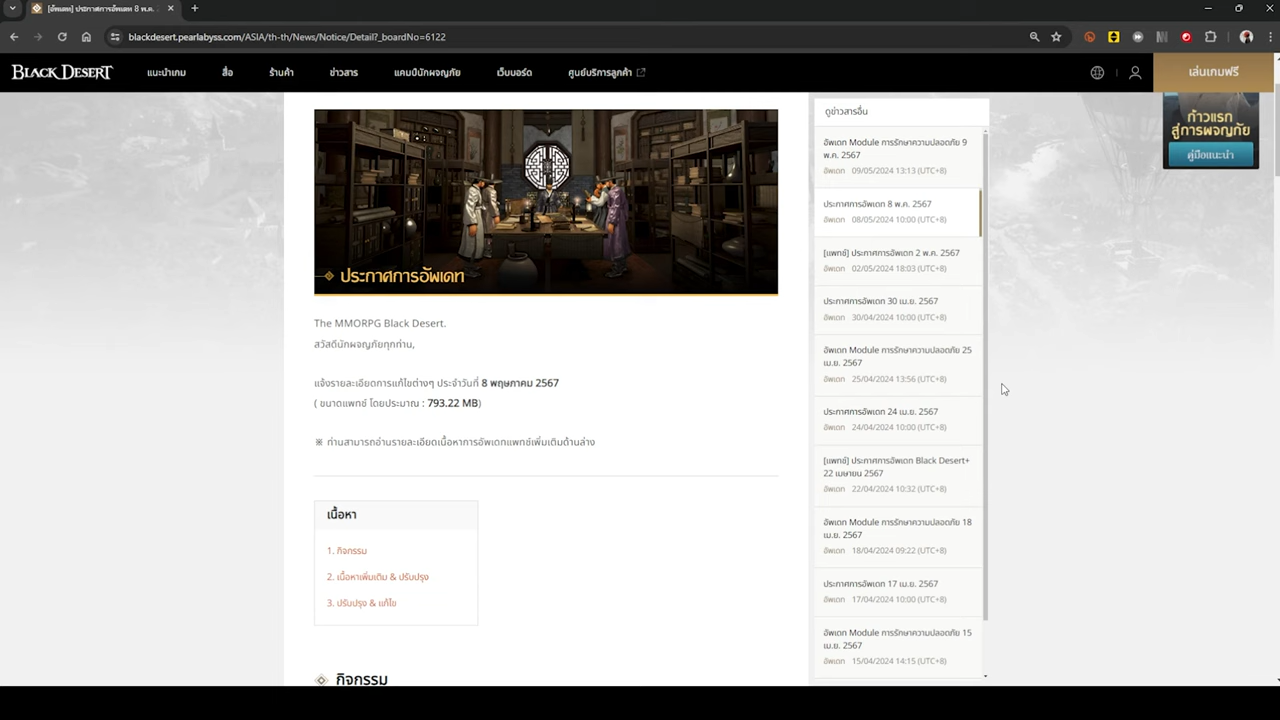 [อัพเดท] ประกาศการอัพเดท 8 พ.ค. 2
blackdesert.pearlabyss.com/ASIA/th-th/News/Notice/Detail?_boardNo=6122
BLACK DESERT
แนะนำเกม
สื่อ
ร้านค้า
ข่าวสาร
แคมป์นักผจญภัย
เว็บบอร์ด
ศูนย์บริการลูกค้า
เล่นเกมฟรี
ก้าวแรก
สู่การผจญภัย
คู่มือแนะนำ
ประกาศการอัพเดท
The MMORPG Black Desert.
สวัสดีนักผจญภัยทุกท่าน,
แจ้งรายละเอียดการแก้ไขต่างๆ ประจำวันที่ 8 พฤษภาคม 2567
( ขนาดแพทช์ โดยประมาณ : 793.22 MB)
※ ท่านสามารถอ่านรายละเอียดเนื้อหาการอัพเดทแพทช์เพิ่มเติมด้านล่าง
เนื้อหา
1. กิจกรรม
2. เนื้อหาเพิ่มเติม & ปรับปรุง
3. ปรับปรุง & แก้ไข
กิจกรรม
ดูข่าวสารอื่น
อัพเดท Module การรักษาความปลอดภัย 9
พ.ค. 2567
อัพเดท 09/05/2024 13:13 (UTC+8)
ประกาศการอัพเดท 8 พ.ค. 2567
อัพเดท 08/05/2024 10:00 (UTC+8)
[แพทช์] ประกาศการอัพเดท 2 พ.ค. 2567
อัพเดท 02/05/2024 18:03 (UTC+8)
ประกาศการอัพเดท 30 เม.ย. 2567
อัพเดท 30/04/2024 10:00 (UTC+8)
อัพเดท Module การรักษาความปลอดภัย 25
เม.ย. 2567
อัพเดท 25/04/2024 13:56 (UTC+8)
ประกาศการอัพเดท 24 เม.ย. 2567
อัพเดท 24/04/2024 10:00 (UTC+8)
[แพทช์] ประกาศการอัพเดท Black Desert+
22 เมษายน 2567
อัพเดท 22/04/2024 10:32 (UTC+8)
อัพเดท Module การรักษาความปลอดภัย 18
เม.ย. 2567
อัพเดท 18/04/2024 09:22 (UTC+8)
ประกาศการอัพเดท 17 เม.ย. 2567
อัพเดท 17/04/2024 10:00 (UTC+8)
อัพเดท Module การรักษาความปลอดภัย 15
เม.ย. 2567
อัพเดท 15/04/2024 14:15 (UTC+8)